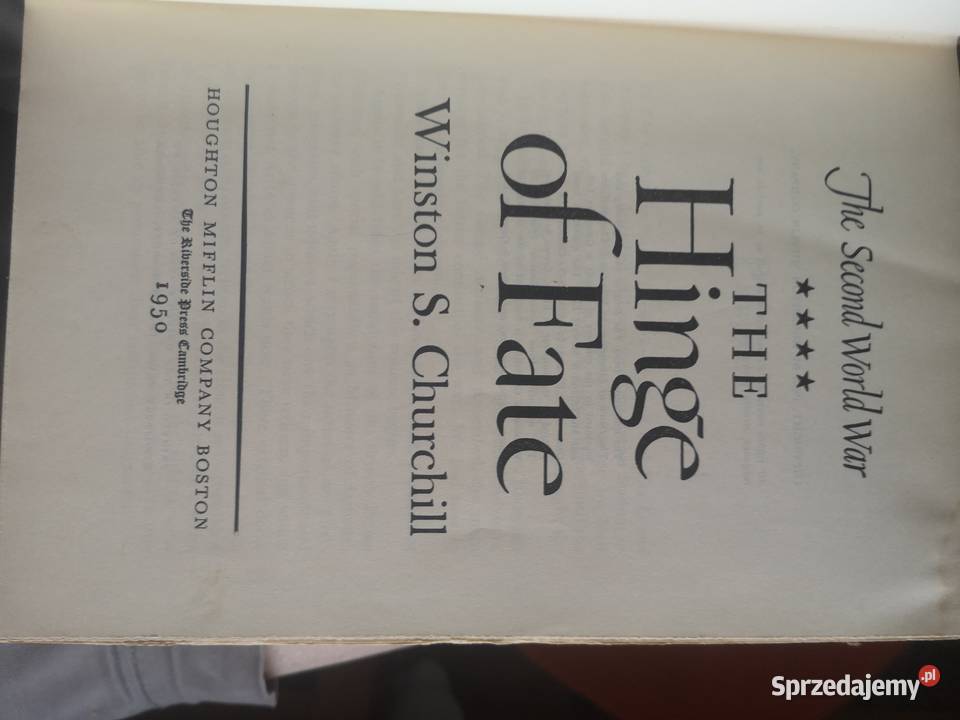 The Second World War
★ ★ ★ ★
THE
Hinge
of Fate
Winston S. Churchill
HOUGHTON MIFFLIN COMPANY BOSTON
The Riverside Press Cambridge
1950
Sprzedajemy.pl